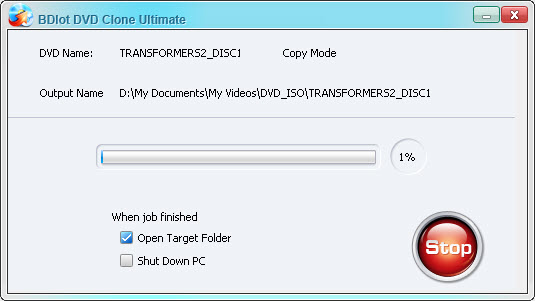 BDlot DVD Clone Ultimate
DVD Name: TRANSFORMERS2_DISC1 Copy Mode
Output Name D:\My Documents\My Videos\DVD_ISO\TRANSFORMERS2_DISC1
1%
When job finished
Open Target Folder
Shut Down PC
Stop